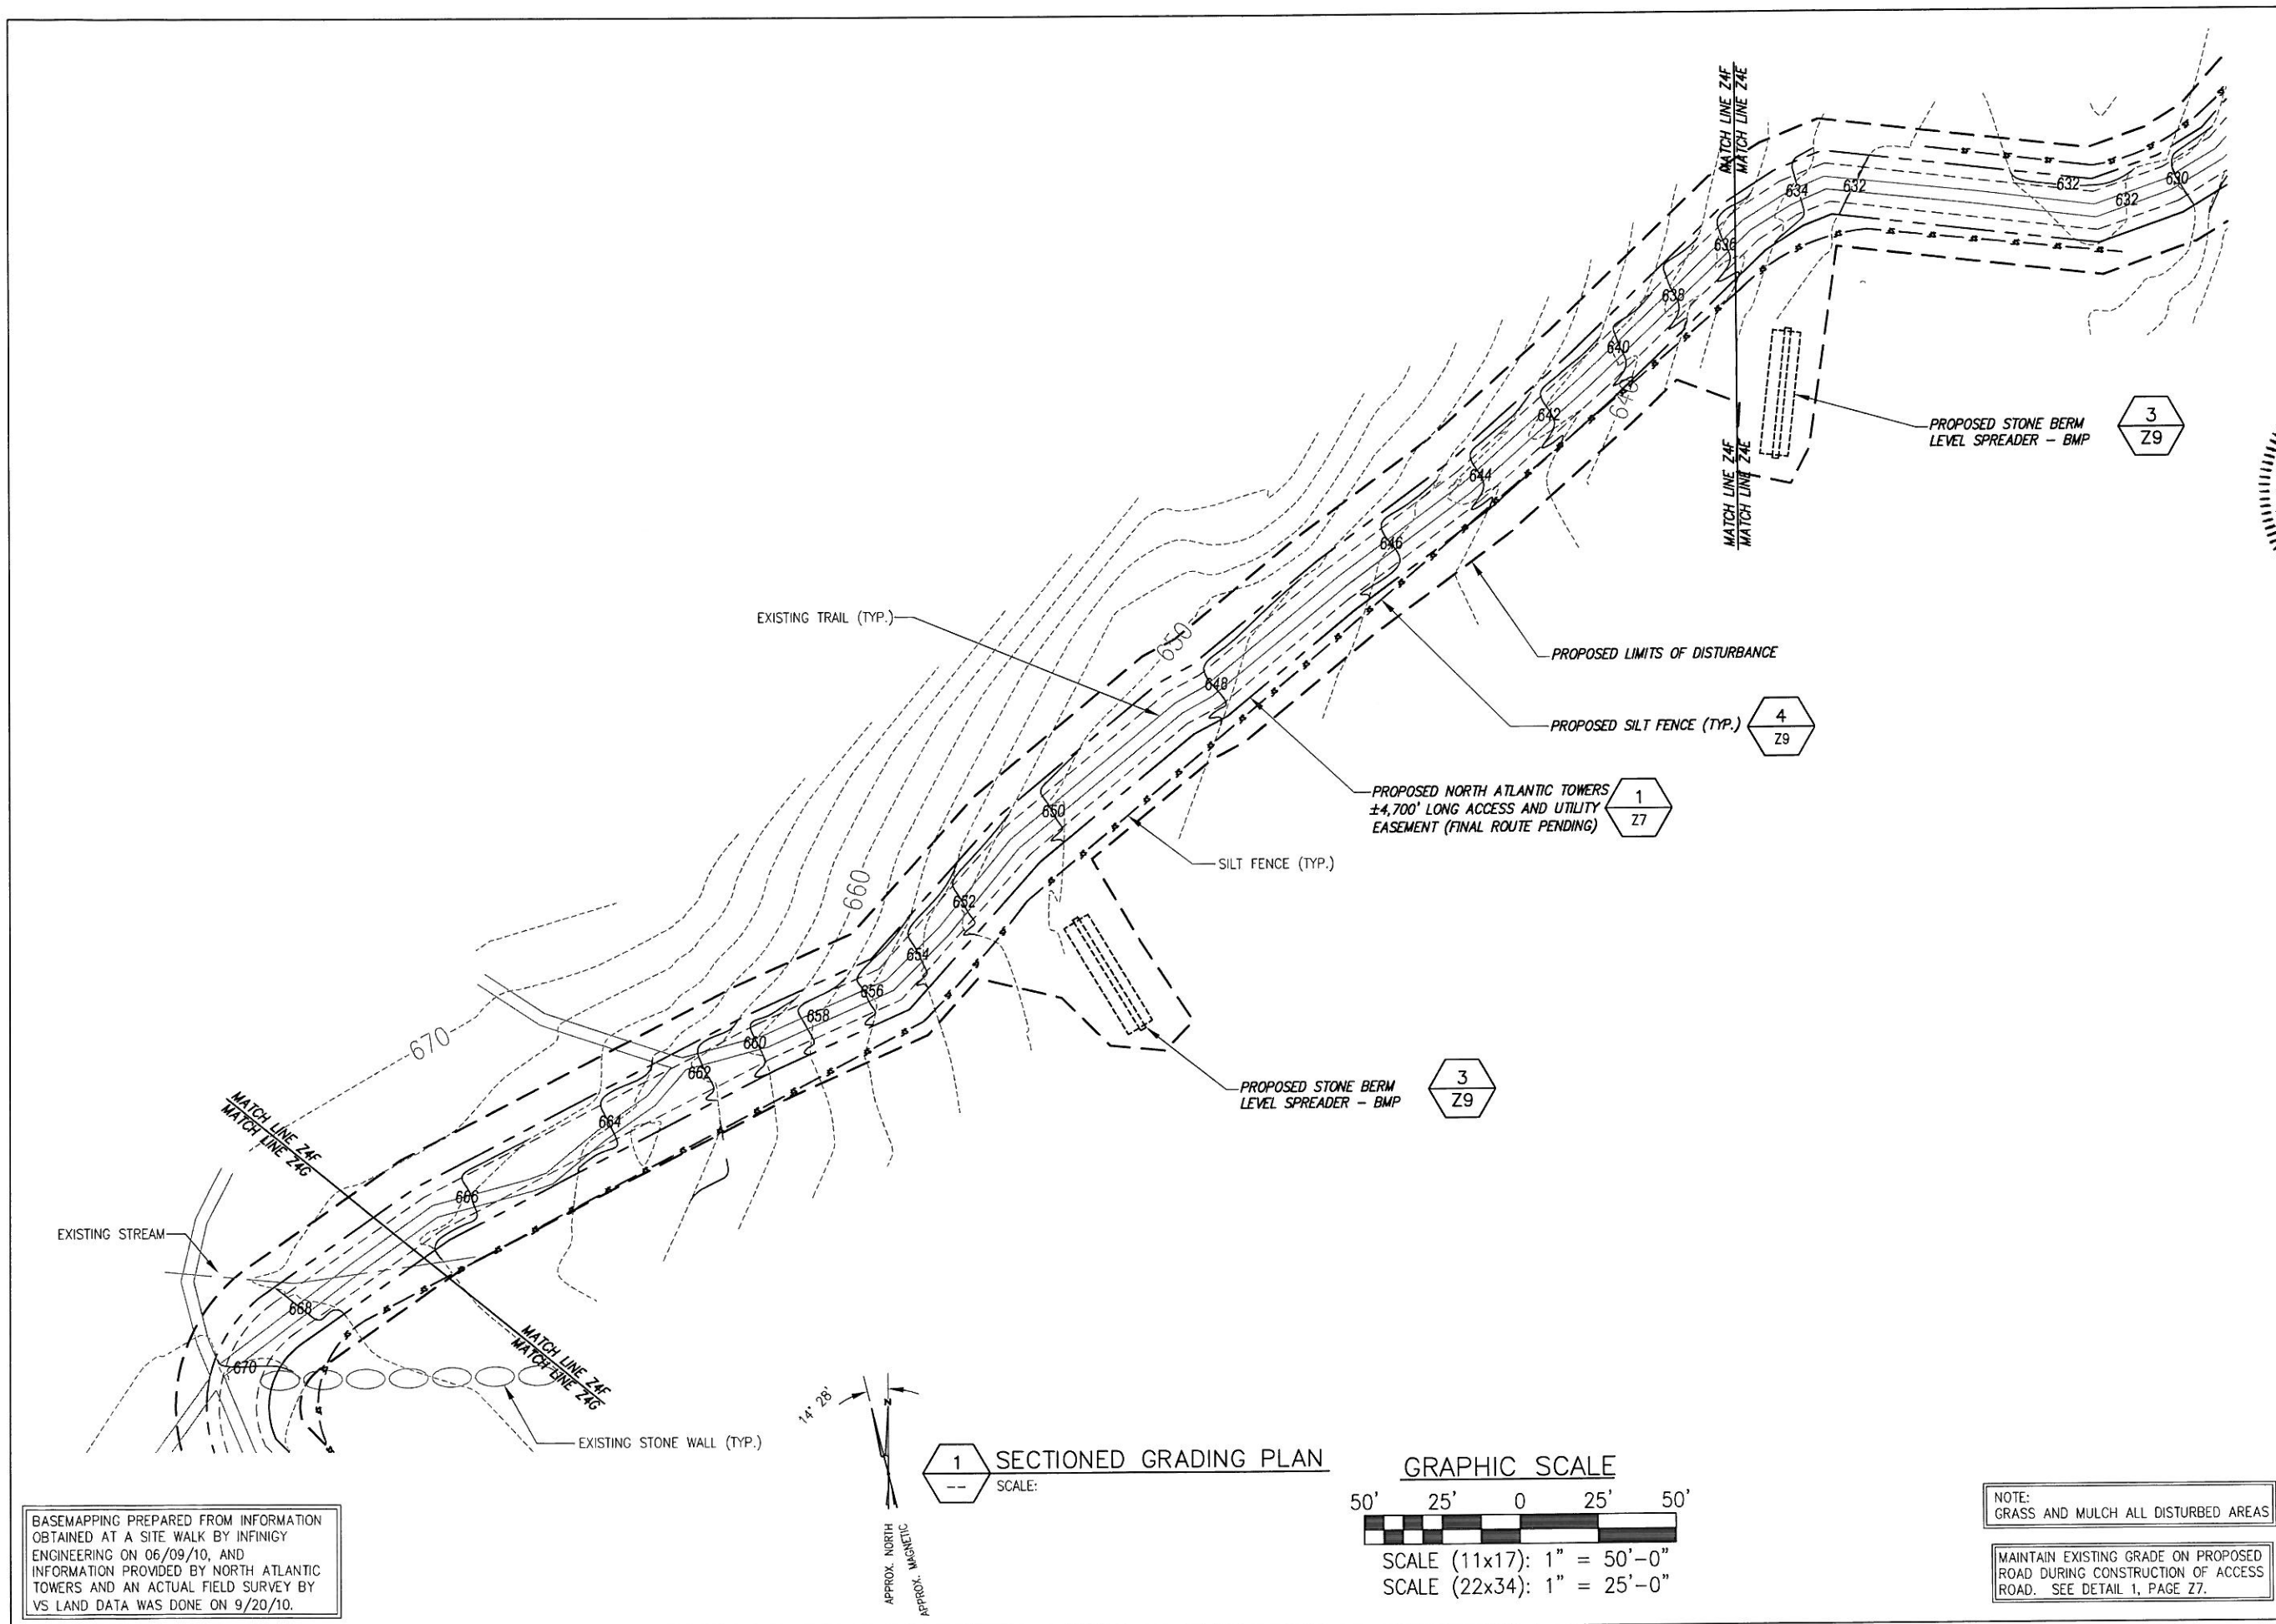 MATCH LINE Z4F
MATCH LINE Z4E
634
632
632
632
630
636
638
640
640
642
644
646
PROPOSED STONE BERM
LEVEL SPREADER – BMP
3
Z9
MATCH LINE Z4F
MATCH LINE Z4E
EXISTING TRAIL (TYP.)
650
648
PROPOSED LIMITS OF DISTURBANCE
PROPOSED SILT FENCE (TYP.)
4
Z9
PROPOSED NORTH ATLANTIC TOWERS
±4,700' LONG ACCESS AND UTILITY
EASEMENT (FINAL ROUTE PENDING)
1
Z7
650
SILT FENCE (TYP.)
660
652
654
656
658
660
662
664
666
670
PROPOSED STONE BERM
LEVEL SPREADER – BMP
3
Z9
MATCH LINE Z4F
MATCH LINE Z4G
EXISTING STREAM
668
670
MATCH LINE Z4F
MATCH LINE Z4G
EXISTING STONE WALL (TYP.)
14° 28'
N
APPROX. NORTH
APPROX. MAGNETIC
1
--
SECTIONED GRADING PLAN
SCALE:
GRAPHIC SCALE
50' 25' 0 25' 50'
SCALE (11x17): 1" = 50'-0"
SCALE (22x34): 1" = 25'-0"
BASEMAPPING PREPARED FROM INFORMATION
OBTAINED AT A SITE WALK BY INFINIGY
ENGINEERING ON 06/09/10, AND
INFORMATION PROVIDED BY NORTH ATLANTIC
TOWERS AND AN ACTUAL FIELD SURVEY BY
VS LAND DATA WAS DONE ON 9/20/10.
NOTE:
GRASS AND MULCH ALL DISTURBED AREAS
MAINTAIN EXISTING GRADE ON PROPOSED
ROAD DURING CONSTRUCTION OF ACCESS
ROAD. SEE DETAIL 1, PAGE Z7.